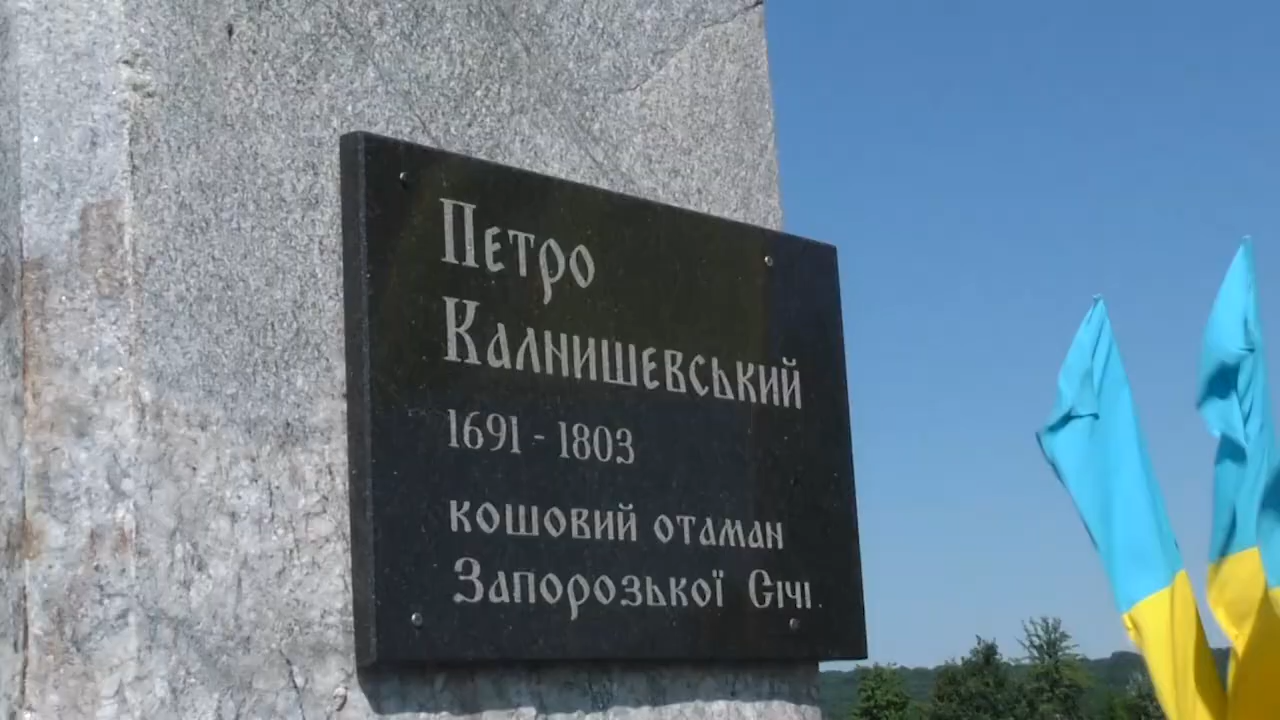 Петро
Калнишевський
1691 - 1803
кошовий отаман
Запорозької Січі